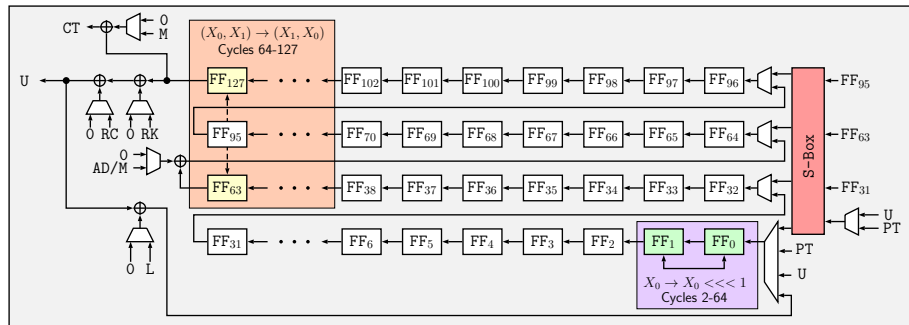 CT
O
M
(X₀, X₁) → (X₁, X₀)
Cycles 64-127
U
FF₁₂₇ · · · FF₁₀₂ FF₁₀₁ FF₁₀₀ FF₉₉ FF₉₈ FF₉₇ FF₉₆ FF₉₅
O RC O RK
FF₉₅ · · · FF₇₀ FF₆₉ FF₆₈ FF₆₇ FF₆₆ FF₆₅ FF₆₄ FF₆₃
S-Box
O
AD/M
FF₆₃ · · · FF₃₈ FF₃₇ FF₃₆ FF₃₅ FF₃₄ FF₃₃ FF₃₂ FF₃₁
U
PT
FF₃₁ · · · FF₆ FF₅ FF₄ FF₃ FF₂ FF₁ FF₀
PT
O L
U
X₀ → X₀ <<< 1
Cycles 2-64